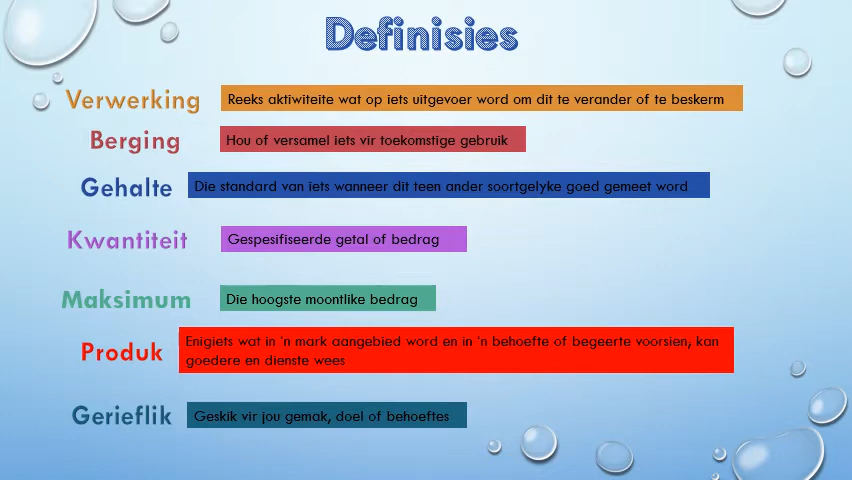 Definisies
Verwerking
Reeks aktiwiteite wat op iets uitgevoer word om dit te verander of te beskerm
Berging
Hou of versamel iets vir toekomstige gebruik
Gehalte
Die standard van iets wanneer dit teen ander soortgelyke goed gemeet word
Kwantiteit
Gespesifiseerde getal of bedrag
Maksimum
Die hoogste moontlike bedrag
Produk
Enigiets wat in 'n mark aangebied word en in 'n behoefte of begeerte voorsien, kan
goedere en dienste wees
Gerieflik
Geskik vir jou gemak, doel of behoeftes